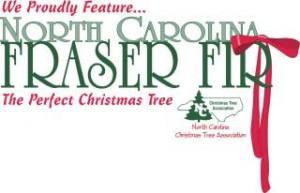 We Proudly Feature...
NORTH CAROLINA
FRASER FIR
The Perfect Christmas Tree
NC
Christmas Tree
Association
North Carolina
Christmas Tree Association